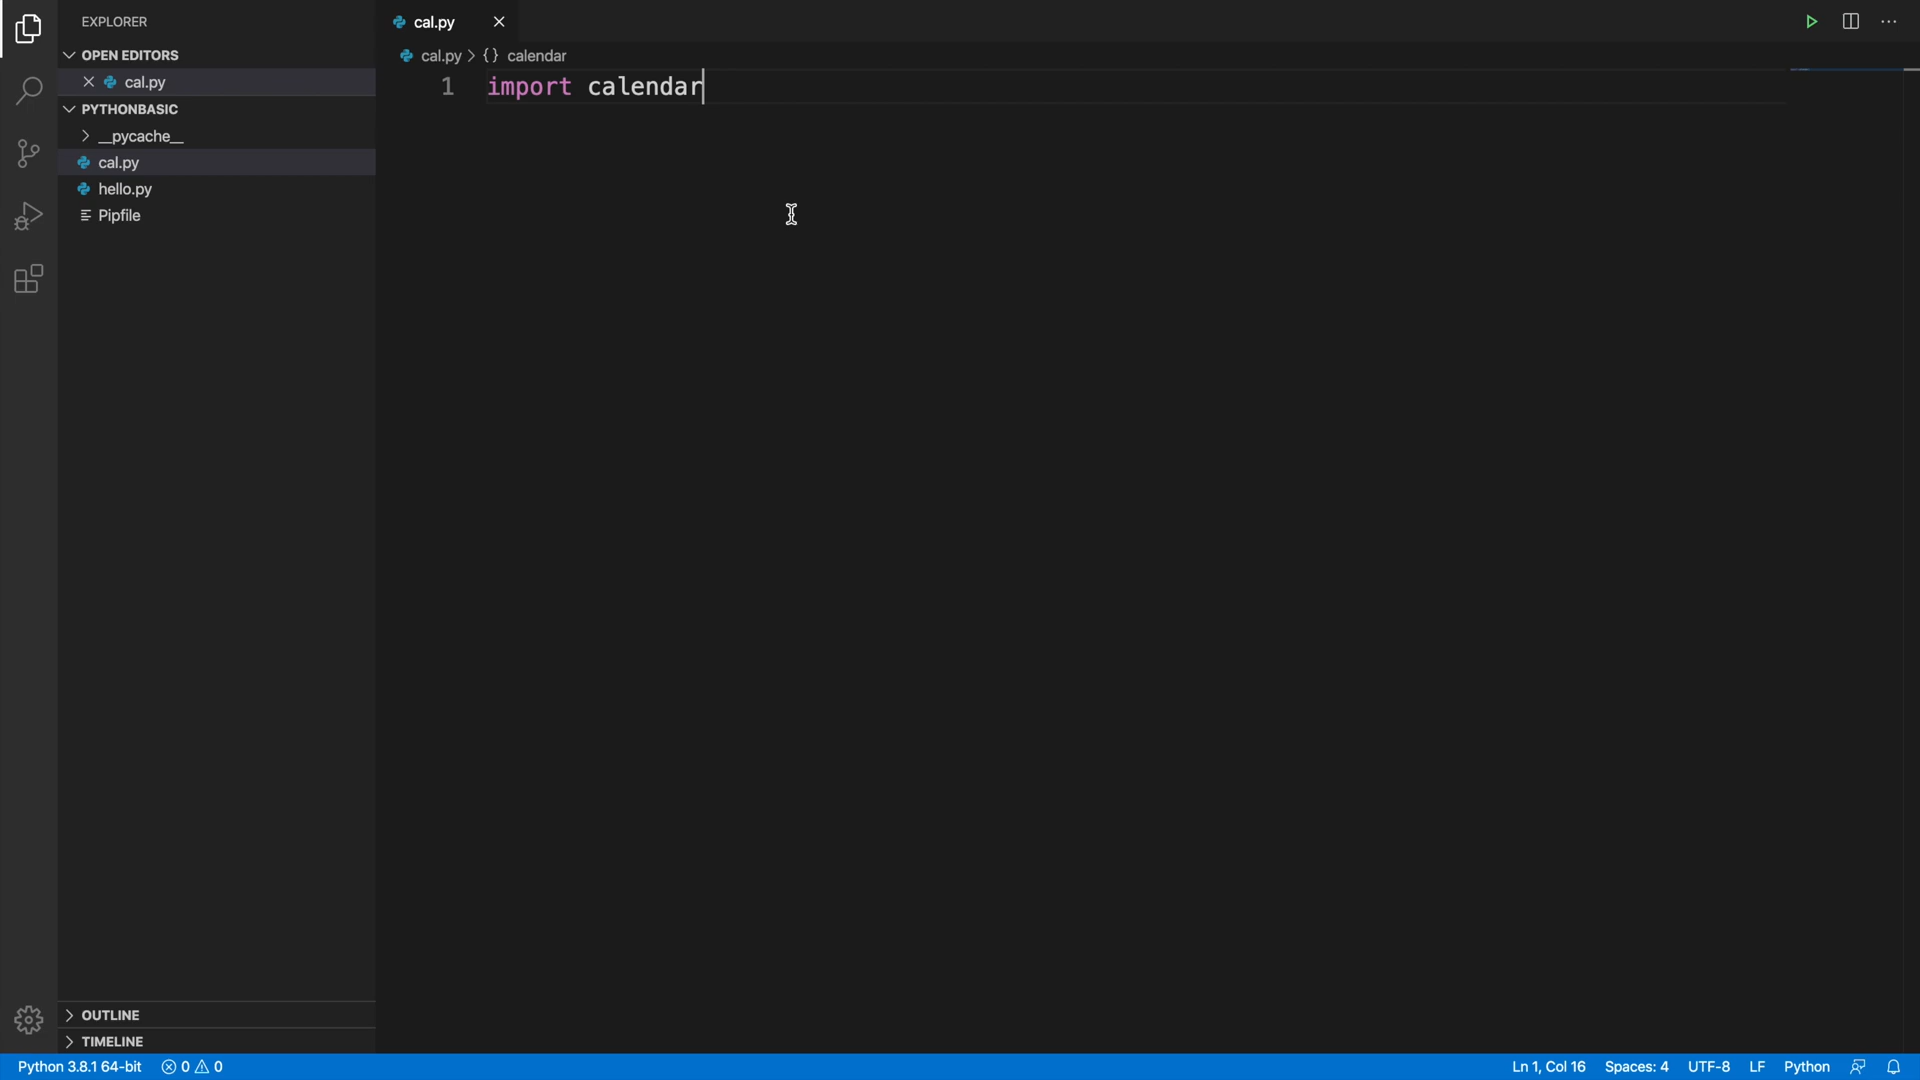 EXPLORER
OPEN EDITORS
cal.py
PYTHONBASIC
__pycache__
cal.py
hello.py
Pipfile
OUTLINE
TIMELINE
cal.py
cal.py > {} calendar
1 import calendar
Python 3.8.1 64-bit 0 0 Ln 1, Col 16 Spaces: 4 UTF-8 LF Python